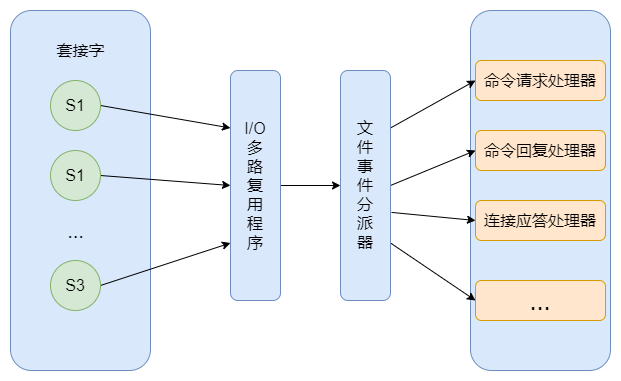 套接字
S1
S1
...
S3
I/O
多
路
复
用
程
序
文
件
事
件
分
派
器
命令请求处理器
命令回复处理器
连接应答处理器
...